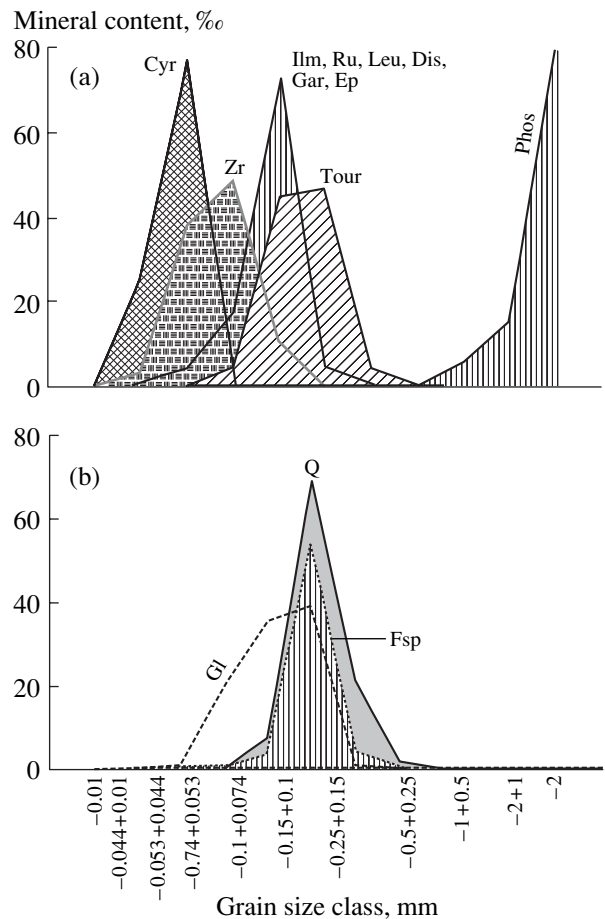 Mineral content, ‰
80
60
40
20
0
(a)
Cyr
Zr
Ilm, Ru, Leu, Dis,
Gar, Ep
Tour
Phos
80
60
40
20
0
(b)
Q
Gl
Fsp
−0.01
−0.044+0.01
−0.053+0.044
−0.74+0.053
−0.1+0.074
−0.15+0.1
−0.25+0.15
−0.5+0.25
−1+0.5
−2+1
−2
Grain size class, mm